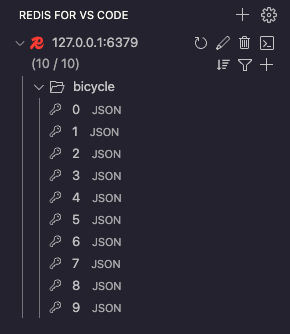 REDIS FOR VS CODE
127.0.0.1:6379
(10 / 10)
bicycle
0 JSON
1 JSON
2 JSON
3 JSON
4 JSON
5 JSON
6 JSON
7 JSON
8 JSON
9 JSON